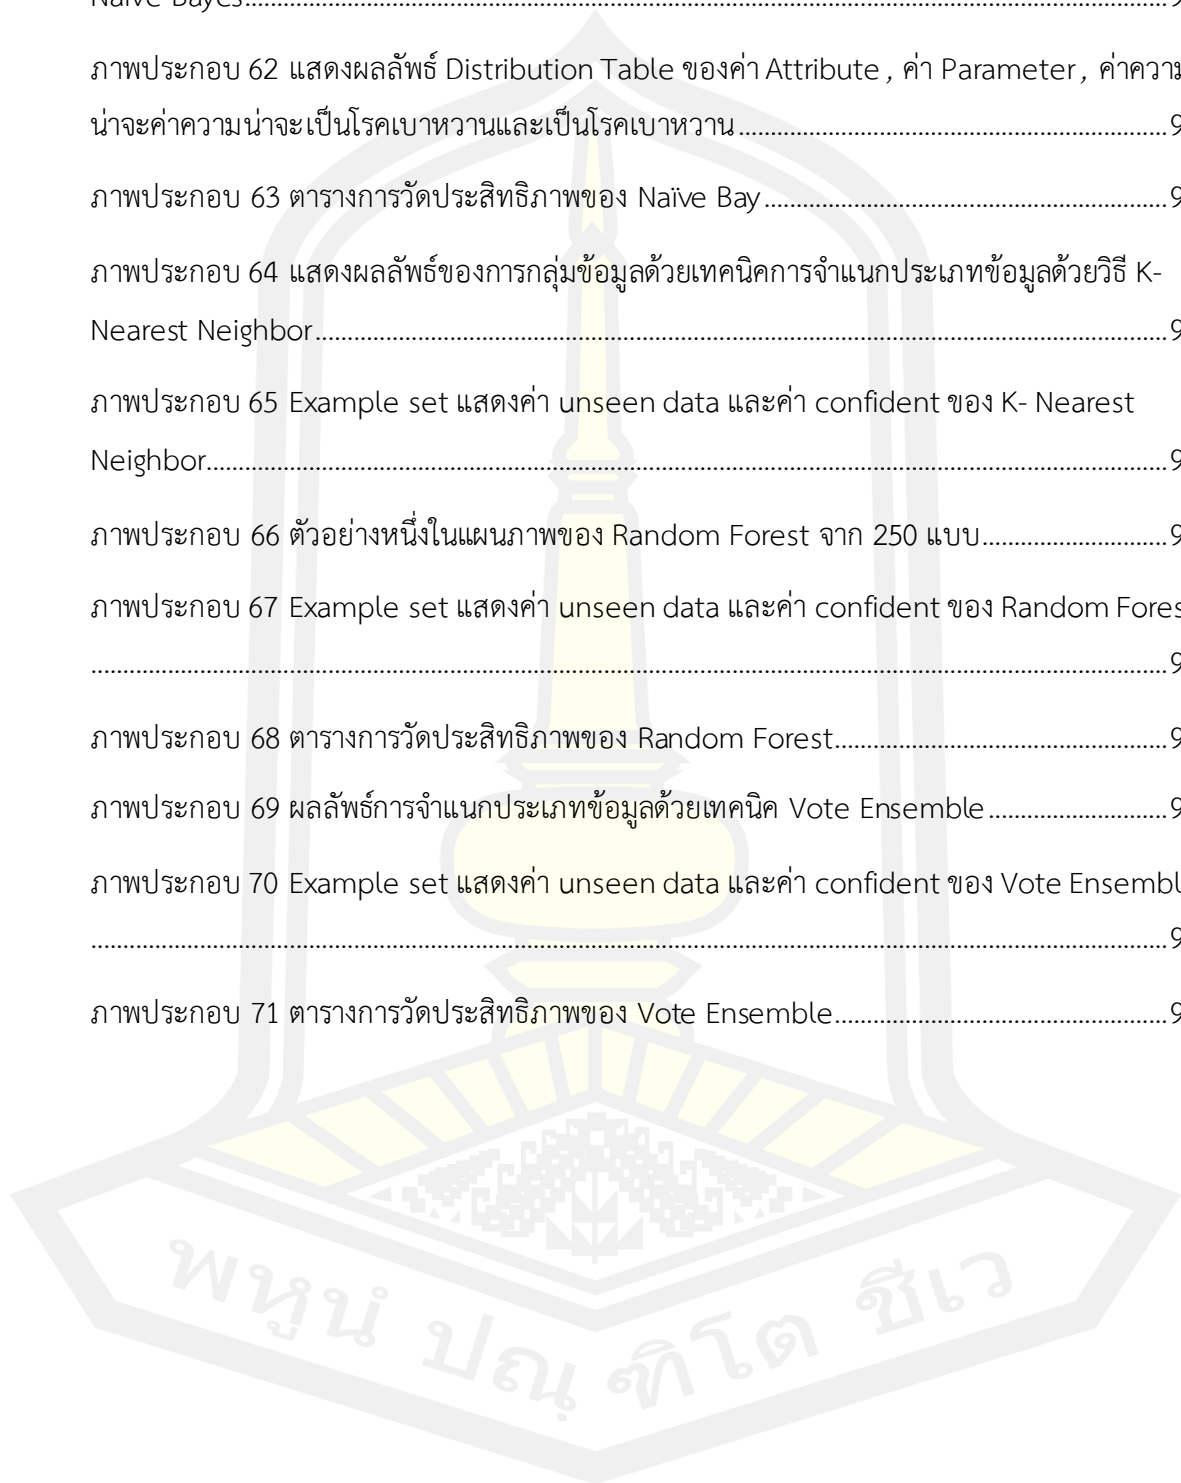 Naïve Bayes....................9
ภาพประกอบ 62 แสดงผลลัพธ์ Distribution Table ของค่า Attribute , ค่า Parameter , ค่าความ
น่าจะค่าความน่าจะเป็นโรคเบาหวานและเป็นโรคเบาหวาน....................9
ภาพประกอบ 63 ตารางการวัดประสิทธิภาพของ Naïve Bay....................9
ภาพประกอบ 64 แสดงผลลัพธ์ของการกลุ่มข้อมูลด้วยเทคนิคการจำแนกประเภทข้อมูลด้วยวิธี K-
Nearest Neighbor....................9
ภาพประกอบ 65 Example set แสดงค่า unseen data และค่า confident ของ K- Nearest
Neighbor....................9
ภาพประกอบ 66 ตัวอย่างหนึ่งในแผนภาพของ Random Forest จาก 250 แบบ....................9
ภาพประกอบ 67 Example set แสดงค่า unseen data และค่า confident ของ Random Fores
....................9
ภาพประกอบ 68 ตารางการวัดประสิทธิภาพของ Random Forest....................9
ภาพประกอบ 69 ผลลัพธ์การจำแนกประเภทข้อมูลด้วยเทคนิค Vote Ensemble....................9
ภาพประกอบ 70 Example set แสดงค่า unseen data และค่า confident ของ Vote Ensembl
....................9
ภาพประกอบ 71 ตารางการวัดประสิทธิภาพของ Vote Ensemble....................9
พหูนํ ปณฺฑิโต ชีเว